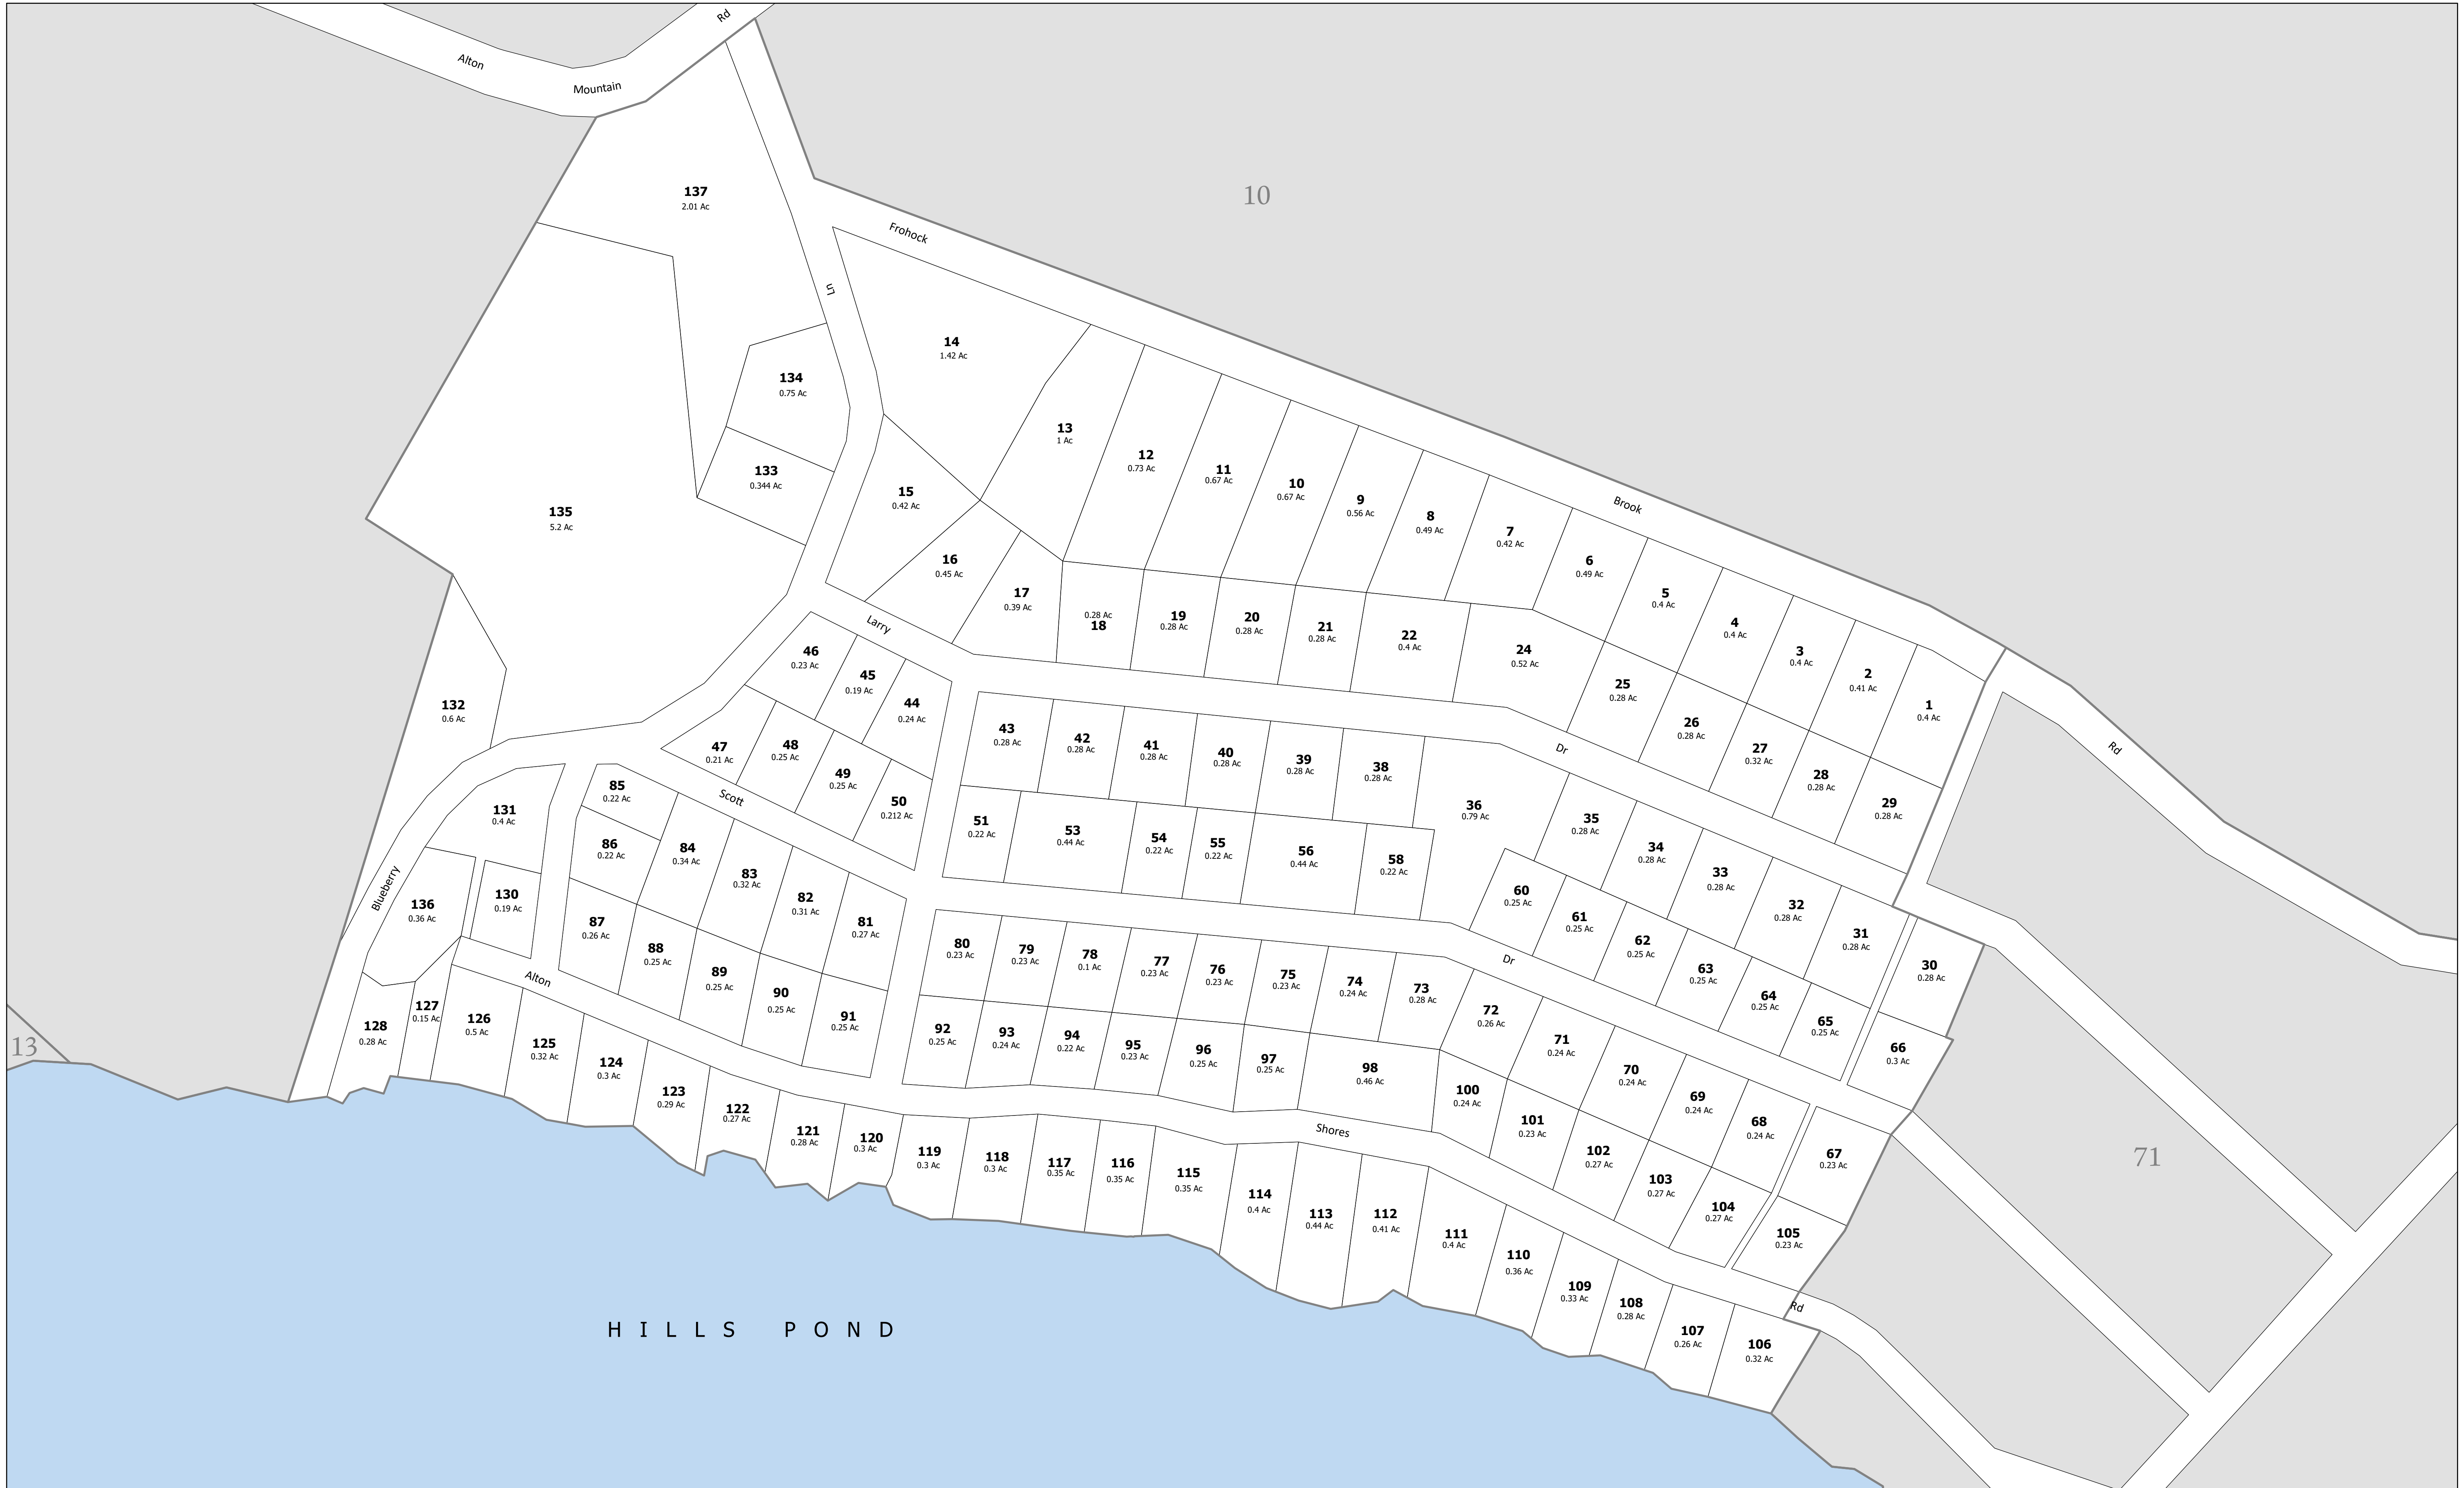 Rd
Alton
Mountain
137
2.01 Ac
10
Frohock
Ln
14
1.42 Ac
134
0.75 Ac
13
1 Ac
12
0.73 Ac
11
0.67 Ac
10
0.67 Ac
9
0.56 Ac
8
0.49 Ac
7
0.42 Ac
Brook
6
0.49 Ac
5
0.4 Ac
4
0.4 Ac
3
0.4 Ac
2
0.41 Ac
1
0.4 Ac
Rd
133
0.344 Ac
15
0.42 Ac
135
5.2 Ac
16
0.45 Ac
17
0.39 Ac
0.28 Ac
18
19
0.28 Ac
20
0.28 Ac
21
0.28 Ac
22
0.4 Ac
24
0.52 Ac
25
0.28 Ac
26
0.28 Ac
27
0.32 Ac
28
0.28 Ac
29
0.28 Ac
Larry
Dr
46
0.23 Ac
45
0.19 Ac
44
0.24 Ac
132
0.6 Ac
47
0.21 Ac
48
0.25 Ac
49
0.25 Ac
50
0.212 Ac
43
0.28 Ac
42
0.28 Ac
41
0.28 Ac
40
0.28 Ac
39
0.28 Ac
38
0.28 Ac
36
0.79 Ac
35
0.28 Ac
34
0.28 Ac
33
0.28 Ac
32
0.28 Ac
31
0.28 Ac
30
0.28 Ac
51
0.22 Ac
53
0.44 Ac
54
0.22 Ac
55
0.22 Ac
56
0.44 Ac
58
0.22 Ac
60
0.25 Ac
61
0.25 Ac
62
0.25 Ac
63
0.25 Ac
64
0.25 Ac
65
0.25 Ac
66
0.3 Ac
Scott
Dr
131
0.4 Ac
85
0.22 Ac
86
0.22 Ac
84
0.34 Ac
83
0.32 Ac
82
0.31 Ac
81
0.27 Ac
Blueberry
136
0.36 Ac
130
0.19 Ac
87
0.26 Ac
88
0.25 Ac
89
0.25 Ac
90
0.25 Ac
91
0.25 Ac
80
0.23 Ac
79
0.23 Ac
78
0.1 Ac
77
0.23 Ac
76
0.23 Ac
75
0.23 Ac
74
0.24 Ac
73
0.28 Ac
72
0.26 Ac
71
0.24 Ac
70
0.24 Ac
69
0.24 Ac
68
0.24 Ac
67
0.23 Ac
92
0.25 Ac
93
0.24 Ac
94
0.22 Ac
95
0.23 Ac
96
0.25 Ac
97
0.25 Ac
98
0.46 Ac
100
0.24 Ac
101
0.23 Ac
102
0.27 Ac
103
0.27 Ac
104
0.27 Ac
105
0.23 Ac
71
13
Alton
Shores
Rd
128
0.28 Ac
127
0.15 Ac
126
0.5 Ac
125
0.32 Ac
124
0.3 Ac
123
0.29 Ac
122
0.27 Ac
121
0.28 Ac
120
0.3 Ac
119
0.3 Ac
118
0.3 Ac
117
0.35 Ac
116
0.35 Ac
115
0.35 Ac
114
0.4 Ac
113
0.44 Ac
112
0.41 Ac
111
0.4 Ac
110
0.36 Ac
109
0.33 Ac
108
0.28 Ac
107
0.26 Ac
106
0.32 Ac
HILLS POND